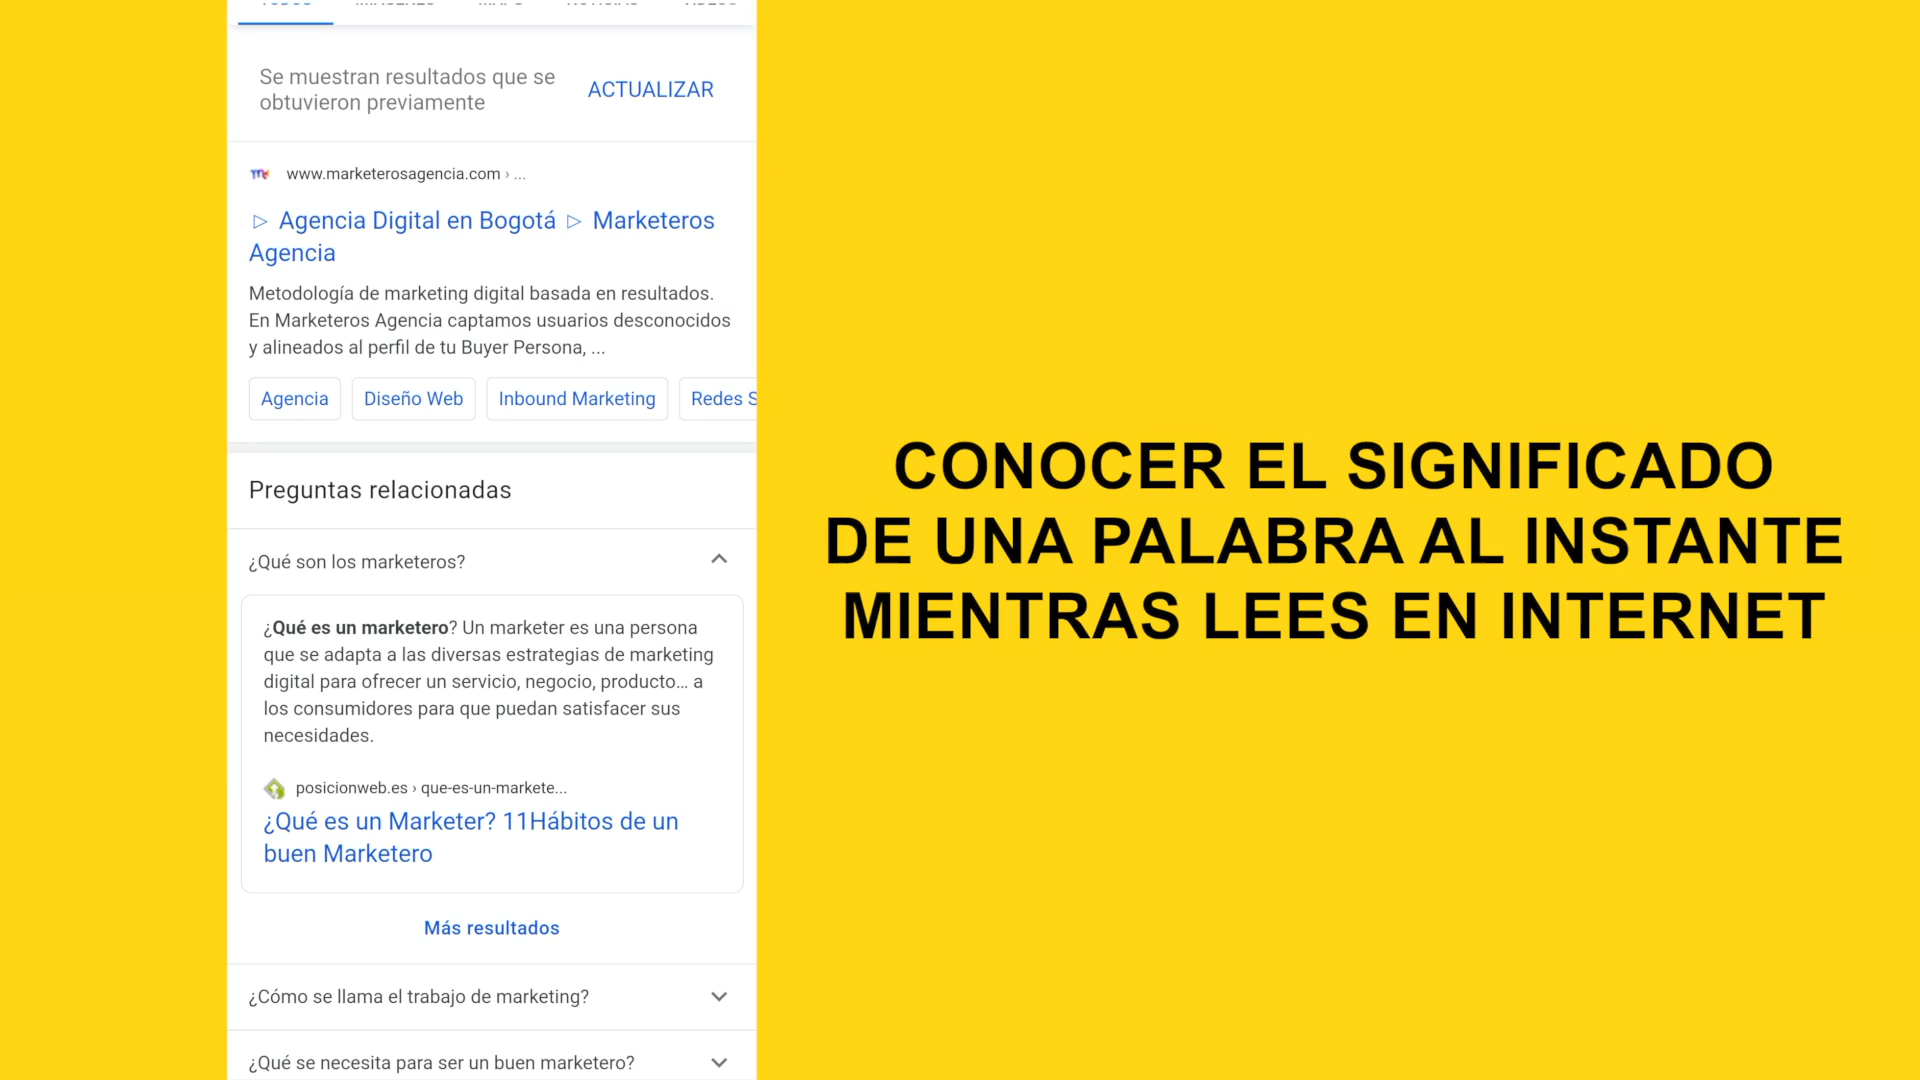 Se muestran resultados que se
obtuvieron previamente
ACTUALIZAR
www.marketerosagencia.com › ...
▷ Agencia Digital en Bogotá ▷ Marketeros
Agencia
Metodología de marketing digital basada en resultados.
En Marketeros Agencia captamos usuarios desconocidos
y alineados al perfil de tu Buyer Persona, ...
Agencia
Diseño Web
Inbound Marketing
Redes S
Preguntas relacionadas
¿Qué son los marketeros?
¿Qué es un marketero? Un marketer es una persona
que se adapta a las diversas estrategias de marketing
digital para ofrecer un servicio, negocio, producto... a
los consumidores para que puedan satisfacer sus
necesidades.
posicionweb.es › que-es-un-markete...
¿Qué es un Marketer? 11Hábitos de un
buen Marketero
Más resultados
¿Cómo se llama el trabajo de marketing?
¿Qué se necesita para ser un buen marketero?
CONOCER EL SIGNIFICADO
DE UNA PALABRA AL INSTANTE
MIENTRAS LEES EN INTERNET